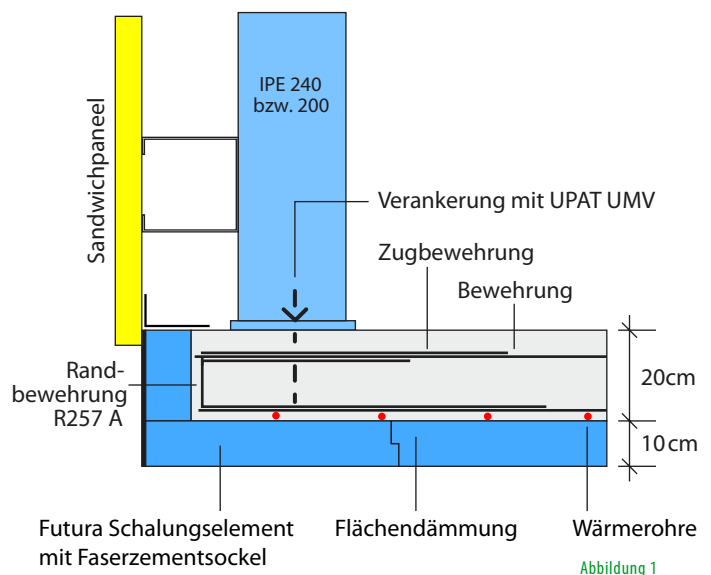 IPE 240
bzw. 200
Sandwichpaneel
Verankerung mit UPAT UMV
Zugbewehrung
Bewehrung
Rand-
bewehrung
R257 A
20cm
10cm
Futura Schalungselement
mit Faserzementsockel
Flächendämmung
Wärmerohre
Abbildung 1